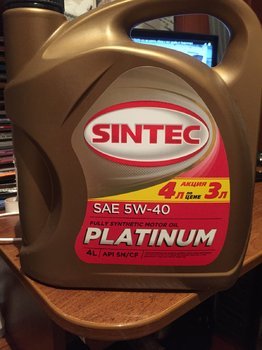 SINTEC
АКЦИЯ
4л по ЦЕНЕ 3л
SAE 5W-40
FULLY SYNTHETIC MOTOR OIL
PLATINUM
4L API SN/CF